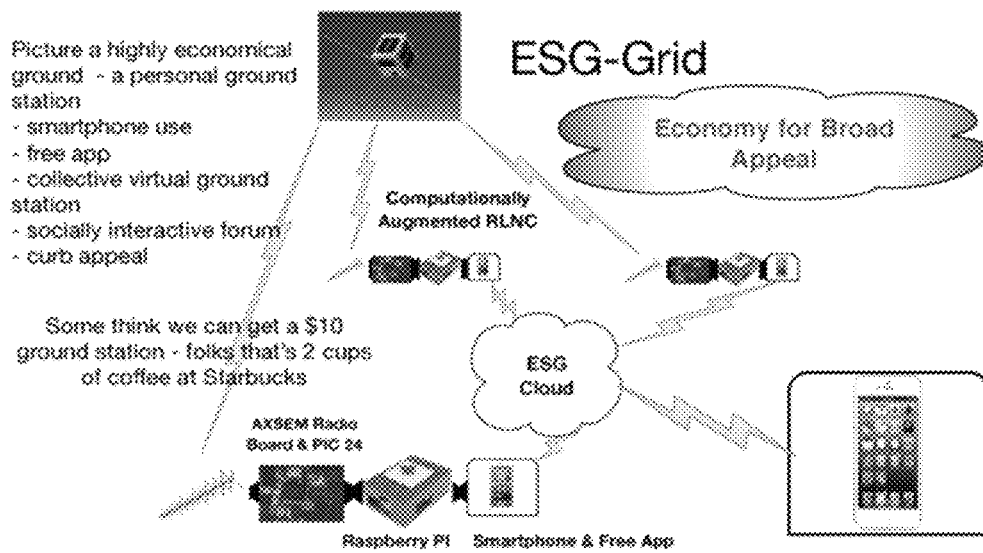 ESG-Grid
Picture a highly economical
ground - a personal ground
station
- smartphone use
- free app
- collective virtual ground
station
- socially interactive forum
- curb appeal
Economy for Broad
Appeal
Computationally
Augmented RLNC
Some think we can get a $10
ground station - folks that's 2 cups
of coffee at Starbucks
ESG
Cloud
AXSEM Radio
Board & PIC 24
Raspberry PI
Smartphone & Free App